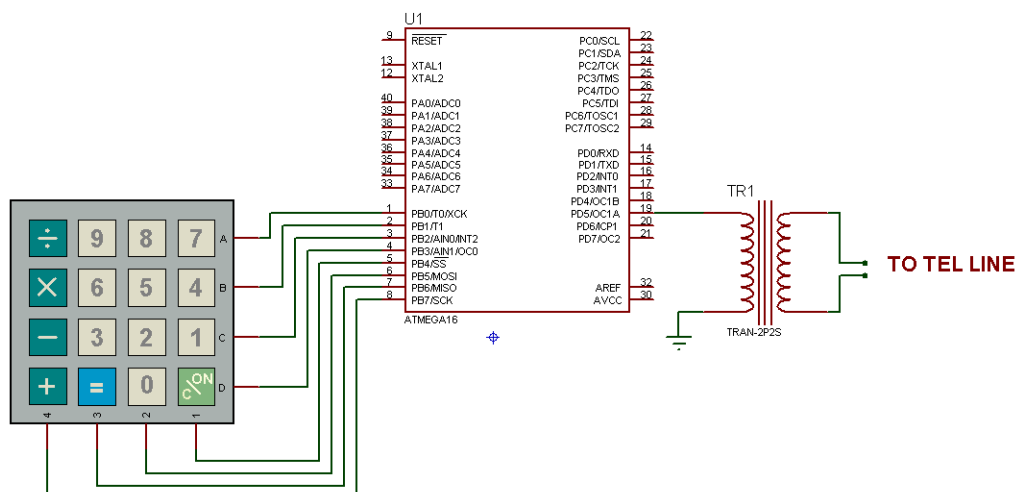 U1
9 RESET
13 XTAL1
12 XTAL2
40 PA0/ADC0
39 PA1/ADC1
38 PA2/ADC2
37 PA3/ADC3
36 PA4/ADC4
35 PA5/ADC5
34 PA6/ADC6
33 PA7/ADC7
1 PB0/T0/XCK
2 PB1/T1
3 PB2/AIN0/INT2
4 PB3/AIN1/OC0
5 PB4/SS
6 PB5/MOSI
7 PB6/MISO
8 PB7/SCK
PC0/SCL 22
PC1/SDA 23
PC2/TCK 24
PC3/TMS 25
PC4/TDO 26
PC5/TDI 27
PC6/TOSC1 28
PC7/TOSC2 29
PD0/RXD 14
PD1/TXD 15
PD2/INT0 16
PD3/INT1 17
PD4/OC1B 18
PD5/OC1A 19
PD6/ICP1 20
PD7/OC2 21
AREF 32
AVCC 30
ATMEGA16
÷ 9 8 7 A
× 6 5 4 B
− 3 2 1 C
+ = 0 ON/C D
4 3 2 1
TR1
TRAN-2P2S
TO TEL LINE